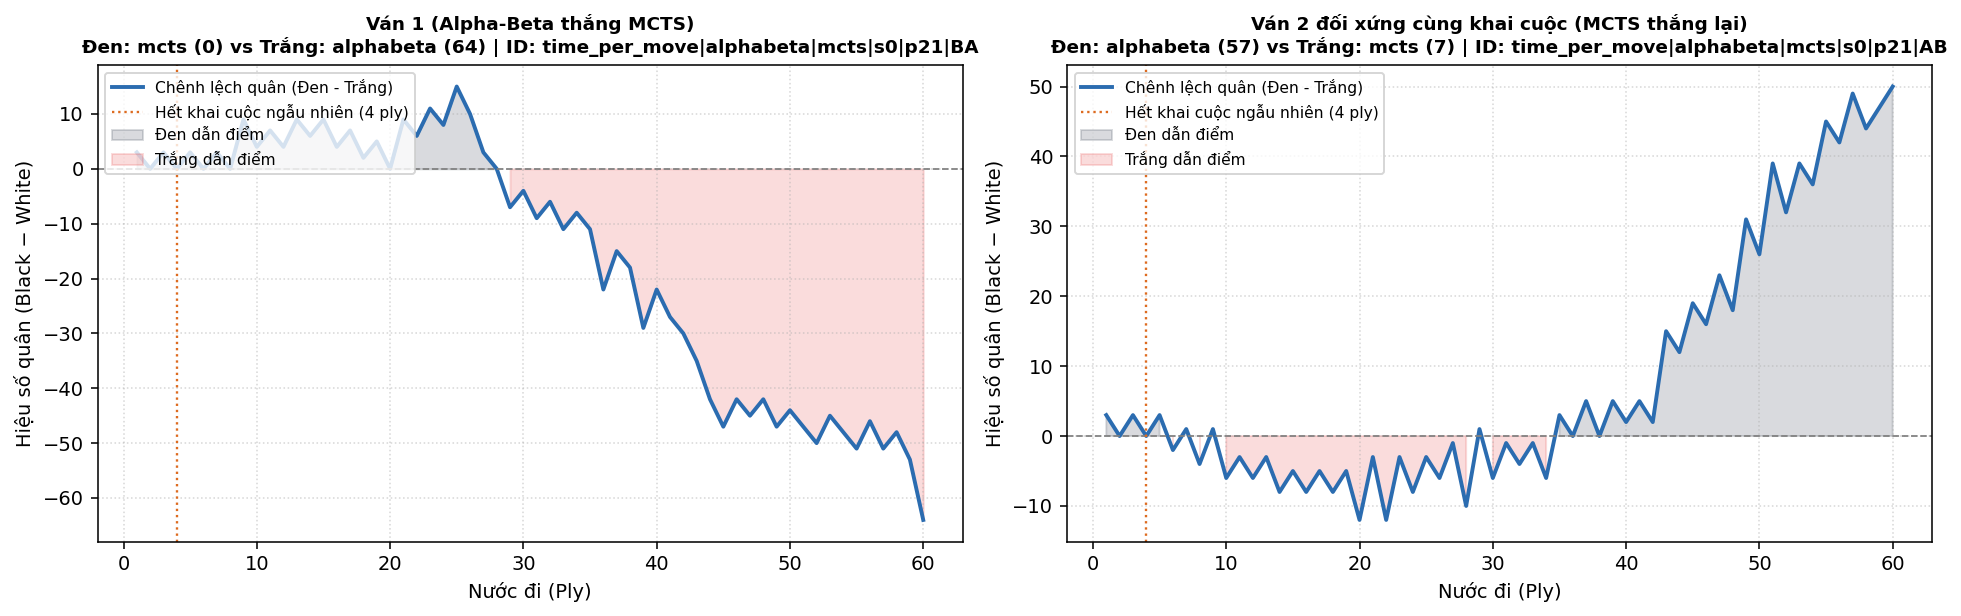 Ván 1 (Alpha-Beta thắng MCTS)
Đen: mcts (0) vs Trắng: alphabeta (64) | ID: time_per_move|alphabeta|mcts|s0|p21|BA
Chênh lệch quân (Đen - Trắng)
Hết khai cuộc ngẫu nhiên (4 ply)
Đen dẫn điểm
Trắng dẫn điểm
Hiệu số quân (Black − White)
10
0
−10
−20
−30
−40
−50
−60
0 10 20 30 40 50 60
Nước đi (Ply)
Ván 2 đối xứng cùng khai cuộc (MCTS thắng lại)
Đen: alphabeta (57) vs Trắng: mcts (7) | ID: time_per_move|alphabeta|mcts|s0|p21|AB
Chênh lệch quân (Đen - Trắng)
Hết khai cuộc ngẫu nhiên (4 ply)
Đen dẫn điểm
Trắng dẫn điểm
Hiệu số quân (Black − White)
50
40
30
20
10
0
−10
0 10 20 30 40 50 60
Nước đi (Ply)